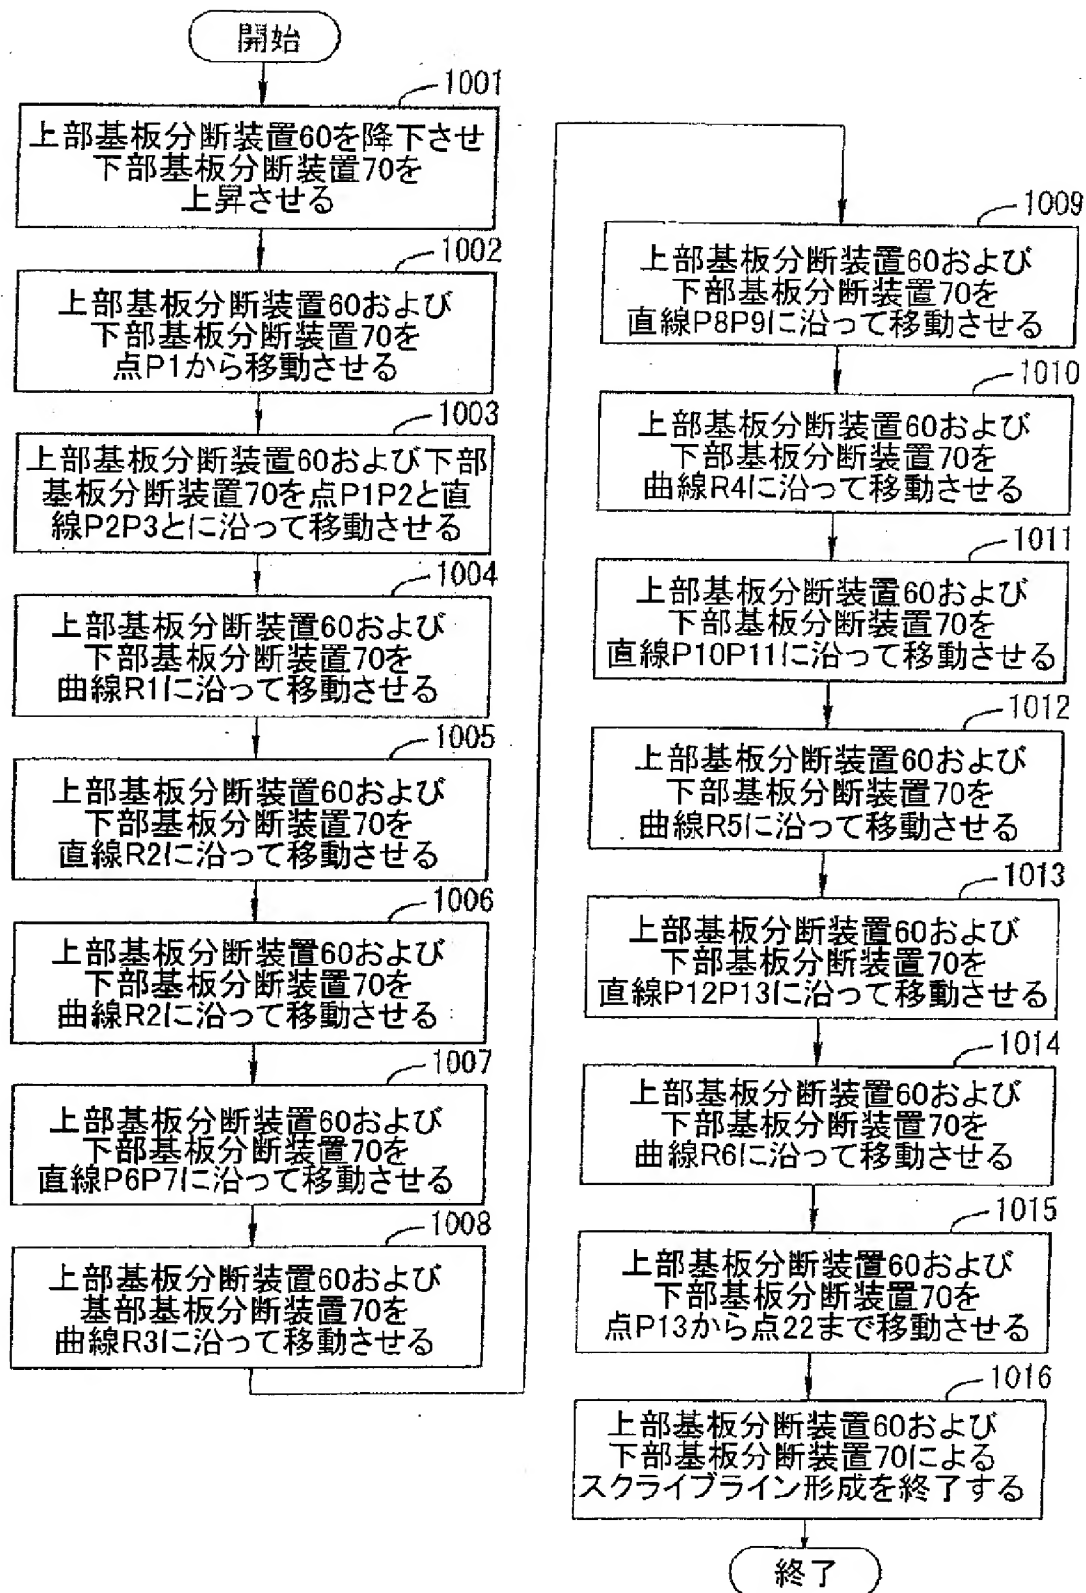 開始
1001
上部基板分断装置60を降下させ
下部基板分断装置70を
上昇させる
1002
上部基板分断装置60および
下部基板分断装置70を
点P1から移動させる
1003
上部基板分断装置60および下部
基板分断装置70を点P1P2と直
線P2P3とに沿って移動させる
1004
上部基板分断装置60および
下部基板分断装置70を
曲線R1に沿って移動させる
1005
上部基板分断装置60および
下部基板分断装置70を
直線R2に沿って移動させる
1006
上部基板分断装置60および
下部基板分断装置70を
曲線R2に沿って移動させる
1007
上部基板分断装置60および
下部基板分断装置70を
直線P6P7に沿って移動させる
1008
上部基板分断装置60および
基部基板分断装置70を
曲線R3に沿って移動させる
1009
上部基板分断装置60および
下部基板分断装置70を
直線P8P9に沿って移動させる
1010
上部基板分断装置60および
下部基板分断装置70を
曲線R4に沿って移動させる
1011
上部基板分断装置60および
下部基板分断装置70を
直線P10P11に沿って移動させる
1012
上部基板分断装置60および
下部基板分断装置70を
曲線R5に沿って移動させる
1013
上部基板分断装置60および
下部基板分断装置70を
直線P12P13に沿って移動させる
1014
上部基板分断装置60および
下部基板分断装置70を
曲線R6に沿って移動させる
1015
上部基板分断装置60および
下部基板分断装置70を
点P13から点22まで移動させる
1016
上部基板分断装置60および
下部基板分断装置70による
スクライブライン形成を終了する
終了